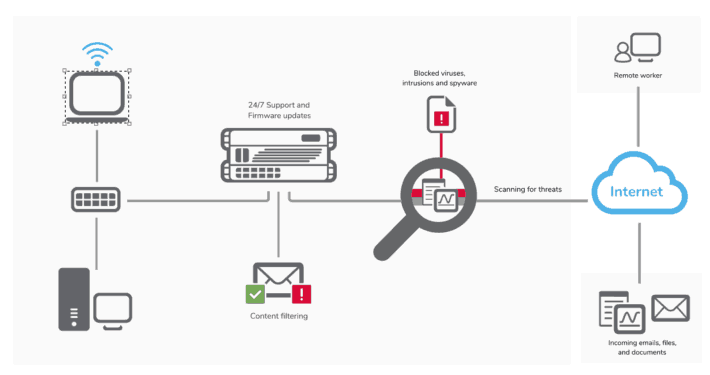 Remote worker
Blocked viruses,
intrusions and spyware
24/7 Support and
Firmware updates
Scanning for threats
Internet
Content filtering
Incoming emails, files,
and documents